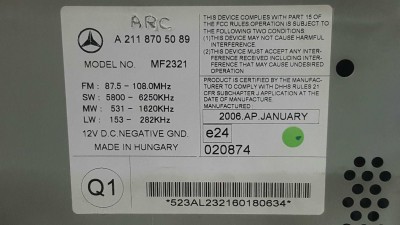 ARC
A 211 870 50 89
MODEL NO. MF2321
FM : 87.5 - 108.0MHz
SW : 5800 - 6250KHz
MW : 531 - 1620KHz
LW : 153 - 282KHz
12V D.C NEGATIVE GND.
MADE IN HUNGARY
THIS DEVICE COMPLIES WITH PART 15 OF
THE FCC RULES OPERATION IS SUBJECT TO
THE FOLLOWING TWO CONDITIONS.
(1)THIS DEVICE MAY NOT CAUSE HARMFUL
INTERFERENCE, AND
(2)THIS DEVICE MUST ACCEPT ANY INTER-
FERENCE RECEIVED INCLUDING INTERFER-
ENCE THAT MAY CAUSE UNDESIRED
OPERATION.
PRODUCT IS CERTIFIED BY THE MANUFAC-
TURER TO COMPLY WITH DHHS RULES 21
CFR SUBCHAPTER J APPLICATION AT THE
DATE OF MANUFACTURE.
2006.AP.JANUARY
e24
020874
Q1
*523AL232160180634*